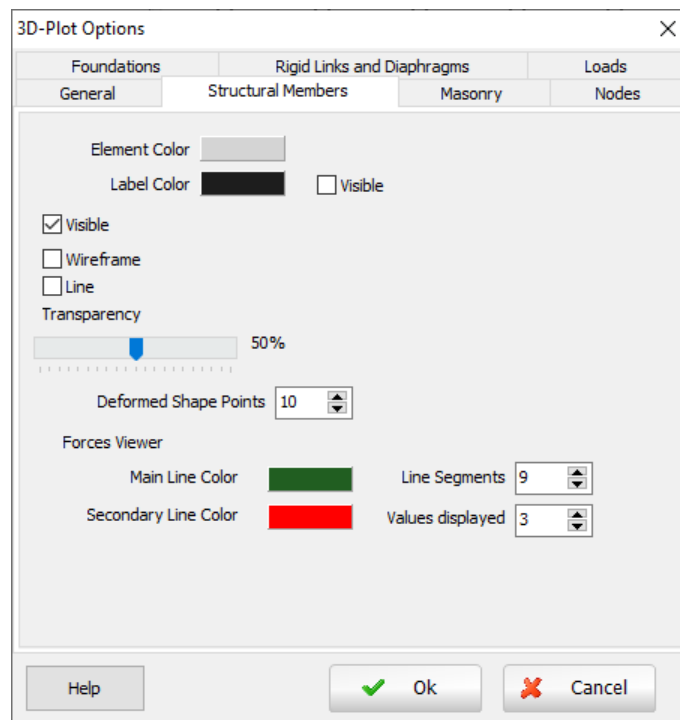 3D-Plot Options
Foundations Rigid Links and Diaphragms Loads
General Structural Members Masonry Nodes
Element Color
Label Color Visible
Visible
Wireframe
Line
Transparency
50%
Deformed Shape Points 10
Forces Viewer
Main Line Color Line Segments 9
Secondary Line Color Values displayed 3
Help Ok Cancel